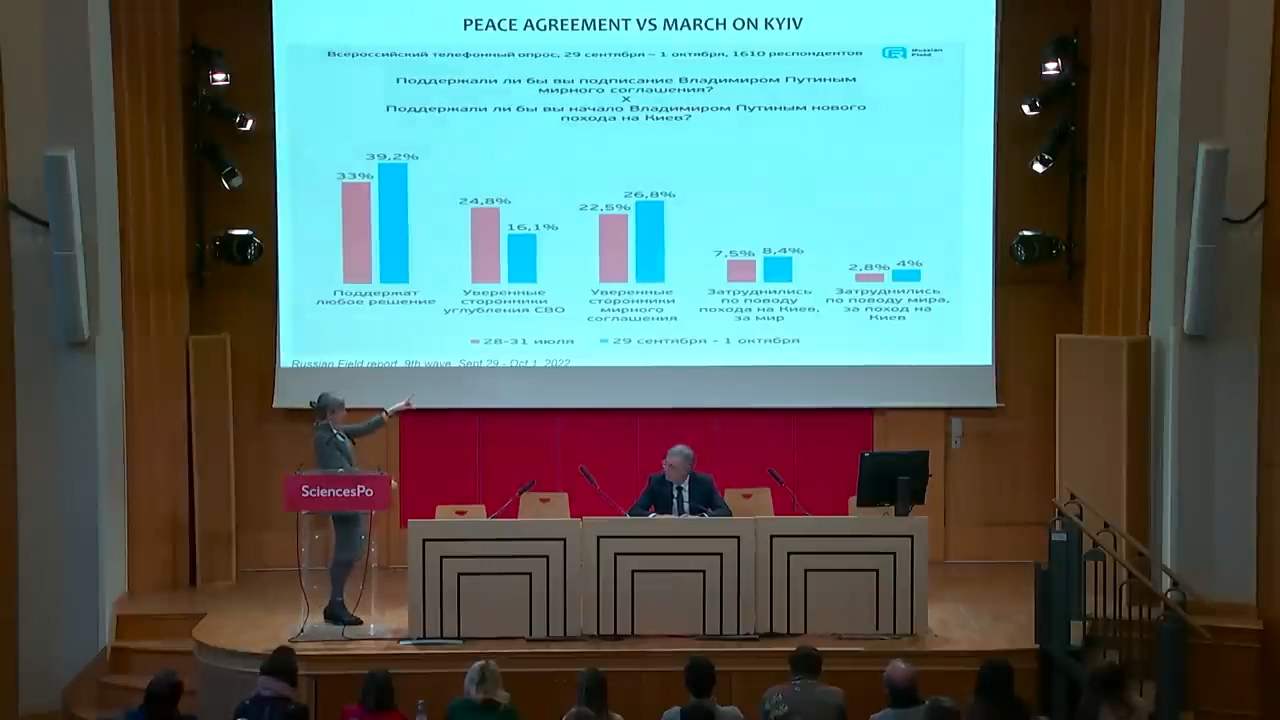 PEACE AGREEMENT VS MARCH ON KYIV
Всероссийский телефонный опрос, 29 сентября – 1 октября, 1610 респондентов
Russian
Field
Поддержали ли бы вы подписание Владимиром Путиным
мирного соглашения?
X
Поддержали ли бы вы начало Владимиром Путиным нового
похода на Киев?
33%
39,2%
24,8%
16,1%
22,5%
26,8%
7,5%
8,4%
2,8%
4%
Поддержат
любое решение
Уверенные
сторонники
углубления СВО
Уверенные
сторонники
мирного
соглашения
Затруднились
по поводу
похода на Киев,
за мир
Затруднились
по поводу мира,
за поход на
Киев
28-31 июля
29 сентября - 1 октября
Russian Field report, 9th wave, Sept 29 - Oct 1, 2022
SciencesPo